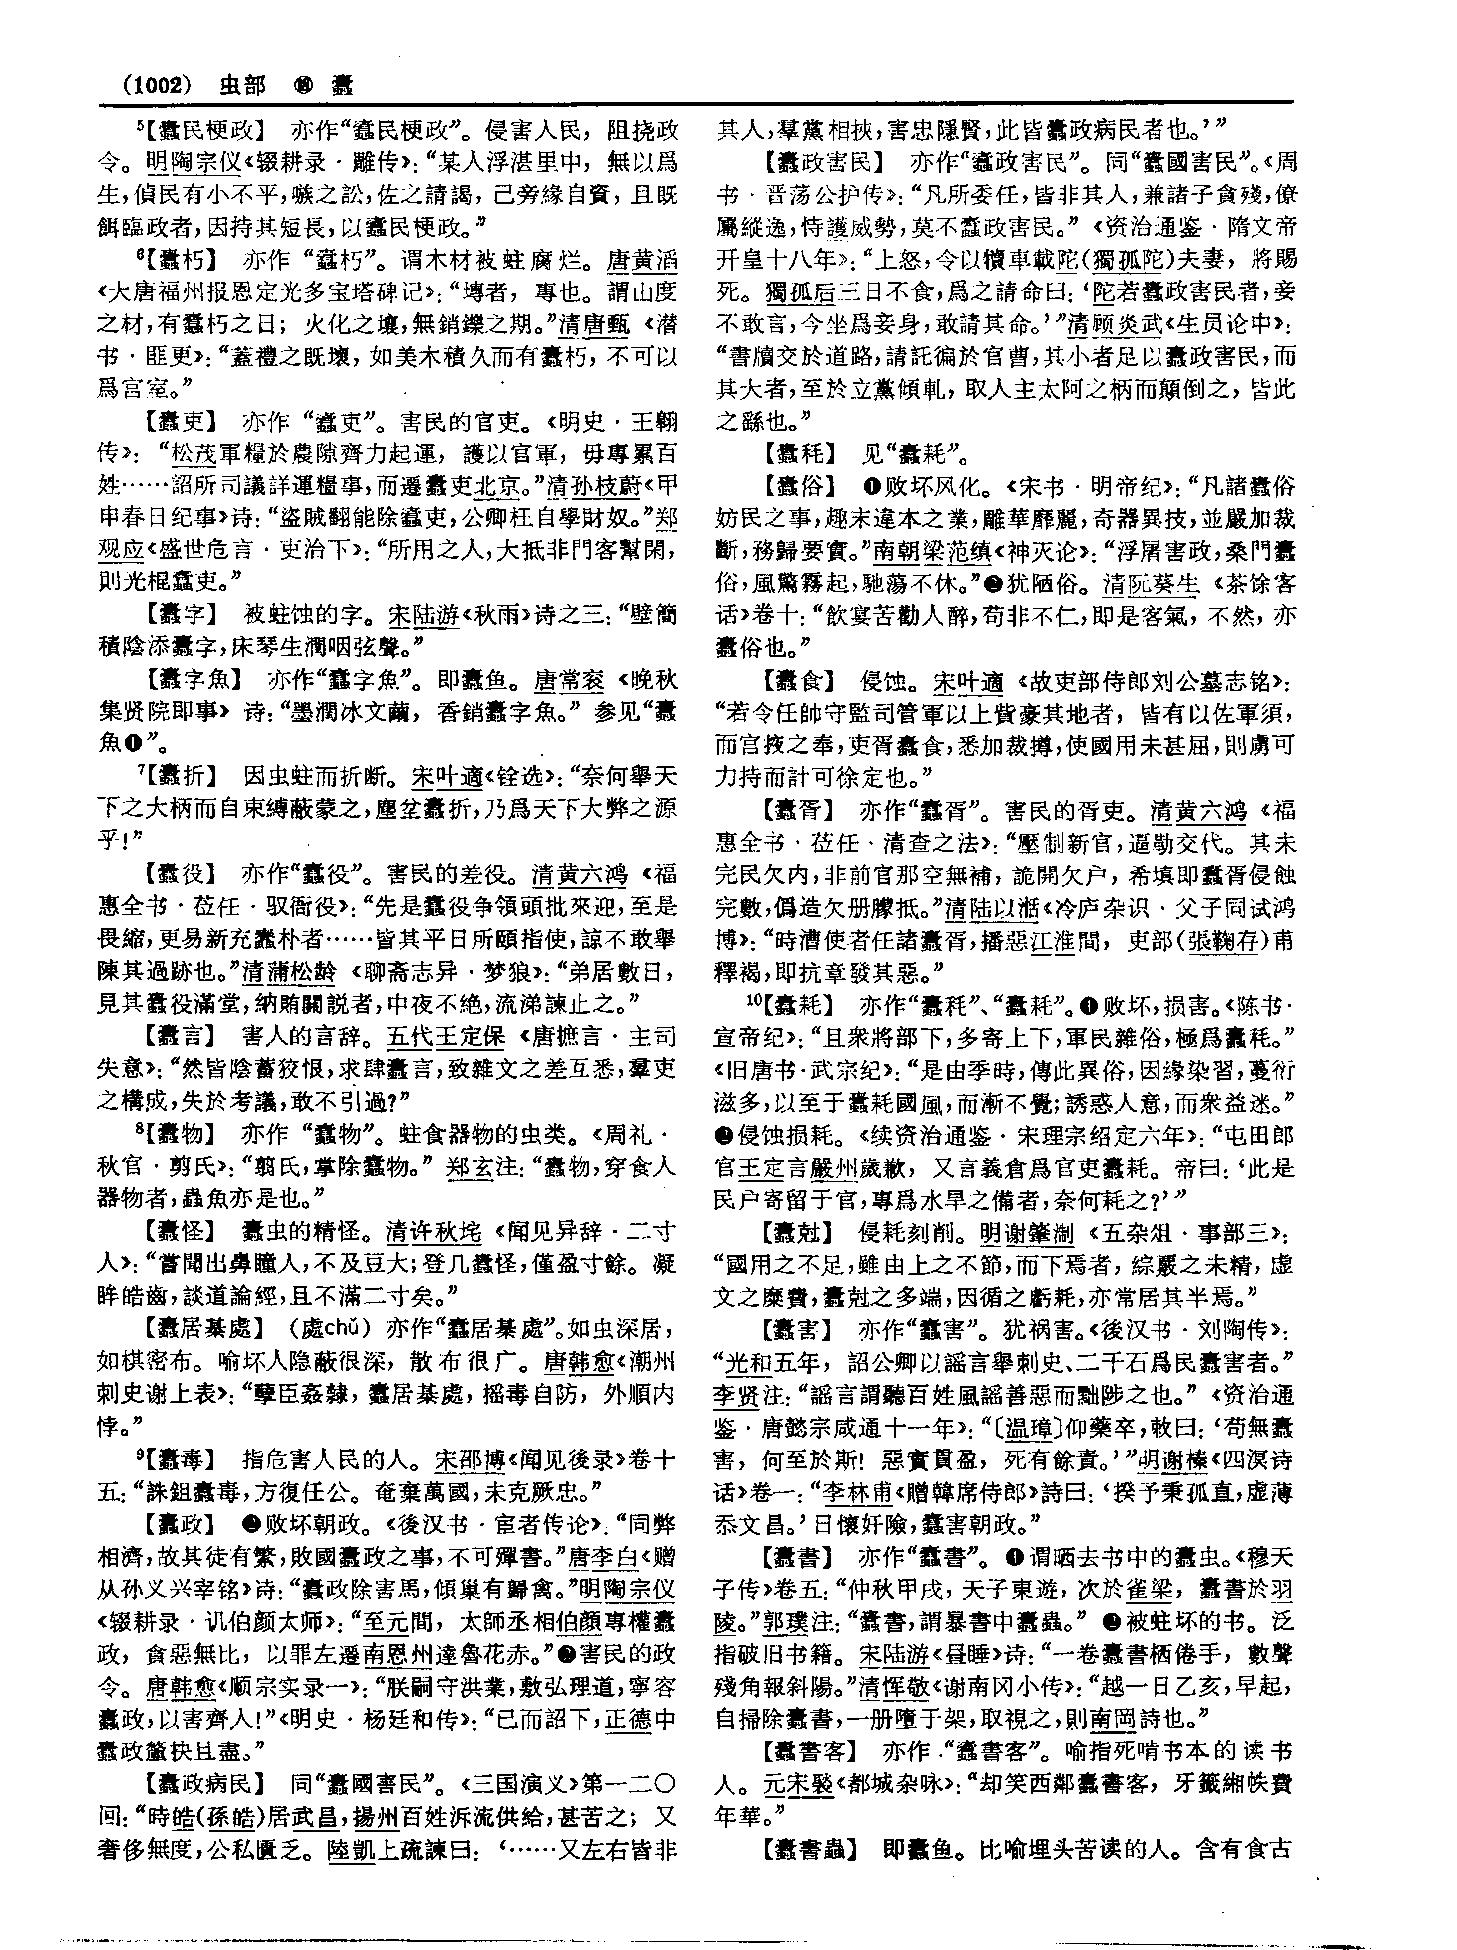 (1002) 虫部 ⑱ 蠹
⁵【蠹民梗政】 亦作“蠧民梗政”。侵害人民，阻挠政
令。明陶宗仪《辍耕录·雕传》：“某人浮湛里中，無以爲
生，偵民有小不平，嗾之訟，佐之請謁，己旁緣自資，且既
餌臨政者，因持其短長，以蠹民梗政。”
⁶【蠹朽】 亦作“蠧朽”。谓木材被蛀腐烂。唐黄滔
《大唐福州报恩定光多宝塔碑记》：“塼者，專也。謂山度
之材，有蠹朽之日；火化之壤，無銷鑠之期。”清唐甄《潜
书·匪更》：“蓋禮之既壞，如美木積久而有蠹朽，不可以
爲宫室。”
【蠹吏】 亦作“蠧吏”。害民的官吏。《明史·王翱
传》：“松茂軍糧於農隙齊力起運，護以官軍，毋專累百
姓……詔所司議詳運糧事，而遷蠹吏北京。”清孙枝蔚《甲
申春日纪事》诗：“盜賊翻能除蠧吏，公卿枉自學財奴。”郑
观应《盛世危言·吏治下》：“所用之人，大抵非門客幫閑，
則光棍蠧吏。”
【蠹字】 被蛀蚀的字。宋陆游《秋雨》诗之三：“壁簡
積陰添蠹字，床琴生潤咽弦聲。”
【蠹字魚】 亦作“蠧字魚”。即蠹鱼。唐常衮《晚秋
集贤院即事》诗：“墨潤冰文繭，香銷蠹字魚。”参见“蠹
魚❶”。
⁷【蠹折】 因虫蛀而折断。宋叶適《铨选》：“奈何舉天
下之大柄而自束縛蔽蒙之，塵坌蠹折，乃爲天下大弊之源
乎！”
【蠹役】 亦作“蠧役”。害民的差役。清黄六鸿《福
惠全书·莅任·驭衙役》：“先是蠹役争領頭批來迎，至是
畏縮，更易新充蠢朴者……皆其平日所頤指使，諒不敢舉
陳其過跡也。”清蒲松龄《聊斋志异·梦狼》：“弟居數日，
見其蠹役滿堂，納賄關説者，中夜不绝，流涕諫止之。”
【蠹言】 害人的言辞。五代王定保《唐摭言·主司
失意》：“然皆陰蓄狡恨，求肆蠹言，致雜文之差互悉，羣吏
之構成，失於考議，敢不引過？”
⁸【蠹物】 亦作“蠧物”。蛀食器物的虫类。《周礼·
秋官·剪氏》：“翦氏，掌除蠹物。”郑玄注：“蠹物，穿食人
器物者，蟲魚亦是也。”
【蠹怪】 蠹虫的精怪。清许秋垞《闻见异辞·二寸
人》：“嘗聞出鼻瞳人，不及豆大；登几蠹怪，僅盈寸餘。凝
眸皓齒，談道論經，且不滿二寸矣。”
【蠹居棊處】 （處chǔ）亦作“蠧居棊處”。如虫深居，
如棋密布。喻坏人隐蔽很深，散布很广。唐韩愈《潮州
刺史谢上表》：“孽臣姦隸，蠹居棊處，摇毒自防，外順内
悖。”
⁹【蠹毒】 指危害人民的人。宋邵博《闻见後录》卷十
五：“誅鉏蠹毒，方復任公。奄棄萬國，未克厥忠。”
【蠹政】 ❶败坏朝政。《後汉书·宦者传论》：“同弊
相濟，故其徒有繁，敗國蠹政之事，不可殫書。”唐李白《赠
从孙义兴宰铭》诗：“蠹政除害馬，傾巢有歸禽。”明陶宗仪
《辍耕录·讥伯颜太师》：“至元間，太師丞相伯顔專權蠹
政，貪惡無比，以罪左遷南恩州達魯花赤。”❷害民的政
令。唐韩愈《顺宗实录一》：“朕嗣守洪業，敷弘理道，寧容
蠹政，以害齊人！”《明史·杨廷和传》：“已而詔下，正德中
蠹政釐抉且盡。”
【蠹政病民】 同“蠹國害民”。《三国演义》第一二〇
回：“時皓（孫皓）居武昌，揚州百姓泝流供給，甚苦之；又
奢侈無度，公私匱乏。陸凱上疏諫曰：‘……又左右皆非
其人，羣黨相挾，害忠隱賢，此皆蠹政病民者也。’”
【蠹政害民】 亦作“蠧政害民”。同“蠹國害民”。《周
书·晋荡公护传》：“凡所委任，皆非其人，兼諸子貪殘，僚
屬縱逸，恃護威勢，莫不蠹政害民。”《资治通鉴·隋文帝
开皇十八年》：“上怒，令以犢車載陀（獨孤陀）夫妻，將賜
死。獨孤后三日不食，爲之請命曰：‘陀若蠹政害民者，妾
不敢言，今坐爲妾身，敢請其命。’”清顾炎武《生员论中》：
“書牘交於道路，請託徧於官曹，其小者足以蠹政害民，而
其大者，至於立黨傾軋，取人主太阿之柄而顛倒之，皆此
之繇也。”
【蠹秏】 见“蠹耗”。
【蠹俗】 ❶败坏风化。《宋书·明帝纪》：“凡諸蠹俗
妨民之事，趣末違本之業，雕華靡麗，奇器異技，並嚴加裁
斷，務歸要實。”南朝梁范缜《神灭论》：“浮屠害政，桑門蠹
俗，風驚霧起，馳蕩不休。”❷犹陋俗。清阮葵生《茶馀客
话》卷十：“飲宴苦勸人醉，苟非不仁，即是客氣，不然，亦
蠹俗也。”
【蠹食】 侵蚀。宋叶適《故吏部侍郎刘公墓志铭》：
“若令任帥守監司管軍以上貲豪其地者，皆有以佐軍須，
而宫掖之奉，吏胥蠹食，悉加裁撙，使國用未甚屈，則虜可
力持而計可徐定也。”
【蠹胥】 亦作“蠧胥”。害民的胥吏。清黄六鸿《福
惠全书·莅任·清查之法》：“壓制新官，逼勒交代。其未
完民欠内，非前官那空無補，詭開欠户，希填即蠹胥侵蝕
完數，僞造欠册朦抵。”清陆以湉《冷庐杂识·父子同试鸿
博》：“時漕使者任諸蠹胥，播惡江淮間，吏部（張鞠存）甫
釋褐，即抗章發其惡。”
¹⁰【蠹耗】 亦作“蠹秏”、“蠧耗”。❶败坏，损害。《陈书·
宣帝纪》：“且衆將部下，多寄上下，軍民雜俗，極爲蠹耗。”
《旧唐书·武宗纪》：“是由季時，傳此異俗，因緣染習，蔓衍
滋多，以至于蠹耗國風，而漸不覺；誘惑人意，而衆益迷。”
❷侵蚀损耗。《续资治通鉴·宋理宗绍定六年》：“屯田郎
官王定言嚴州歲歉，又言義倉爲官吏蠹耗。帝曰：‘此是
民户寄留于官，專爲水旱之備者，奈何耗之？’”
【蠹尅】 侵耗刻削。明谢肇淛《五杂俎·事部三》：
“國用之不足，雖由上之不節，而下焉者，綜覈之未精，虚
文之糜費，蠹尅之多端，因循之虧耗，亦常居其半焉。”
【蠹害】 亦作“蠧害”。犹祸害。《後汉书·刘陶传》：
“光和五年，詔公卿以謡言舉刺史、二千石爲民蠹害者。”
李贤注：“謡言謂聽百姓風謡善惡而黜陟之也。”《资治通
鉴·唐懿宗咸通十一年》：“〔温璋〕仰藥卒，敕曰：‘苟無蠹
害，何至於斯！惡實貫盈，死有餘責。’”明谢榛《四溟诗
话》卷一：“李林甫《贈韓席侍郎》詩曰：‘揆予秉孤直，虚薄
忝文昌。’日懷奸險，蠹害朝政。”
【蠹書】 亦作“蠧書”。❶谓晒去书中的蠹虫。《穆天
子传》卷五：“仲秋甲戌，天子東遊，次於雀梁，蠹書於羽
陵。”郭璞注：“蠹書，謂暴書中蠹蟲。”❷被蛀坏的书。泛
指破旧书籍。宋陆游《昼睡》诗：“一卷蠹書栖倦手，數聲
殘角報斜陽。”清恽敬《谢南冈小传》：“越一日乙亥，早起，
自掃除蠹書，一册墮于架，取視之，則南岡詩也。”
【蠹書客】 亦作“蠧書客”。喻指死啃书本的读书
人。元宋褧《都城杂咏》：“却笑西鄰蠹書客，牙籤緗帙費
年華。”
【蠹書蟲】 即蠹鱼。比喻埋头苦读的人。含有食古